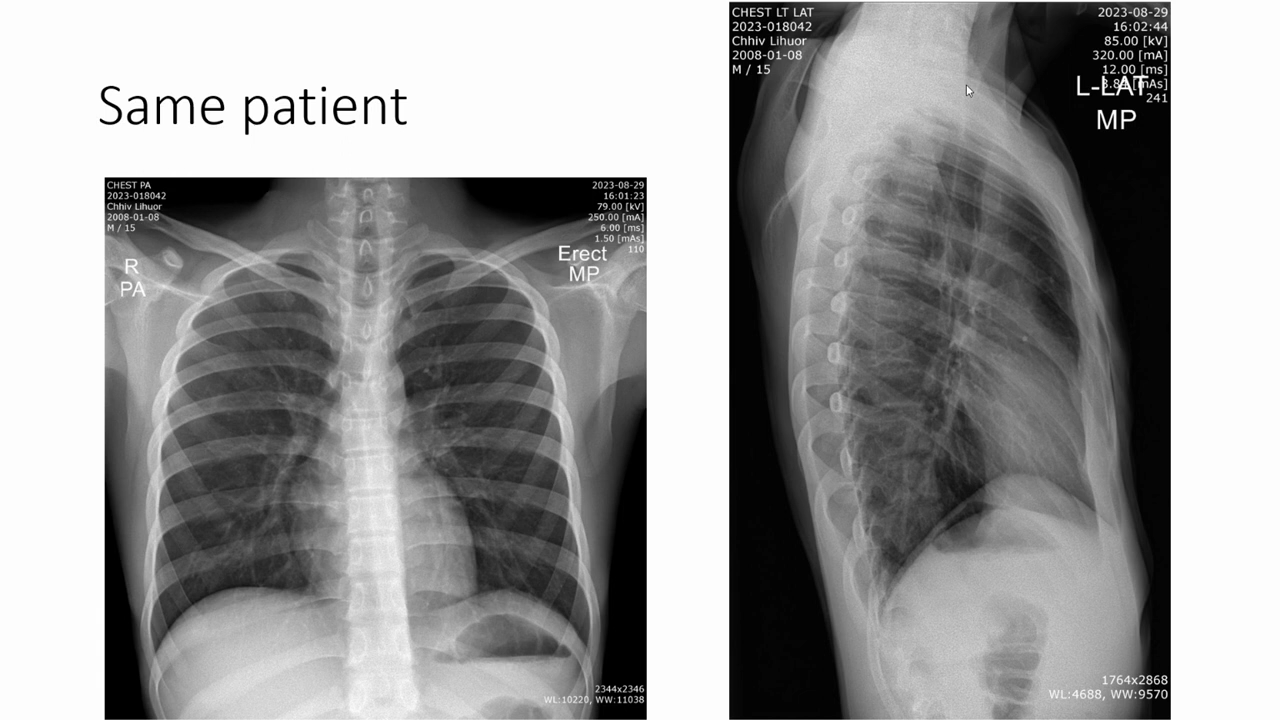 Same patient
CHEST PA
2023-018042
Chhiv Lihuor
2008-01-08
M / 15
2023-08-29
16:01:23
79.00 [kV]
250.00 [mA]
6.00 [ms]
1.50 [mAs]
110
R
PA
Erect
MP
2344x2346
WL:10220, WW:11038
CHEST LT LAT
2023-018042
Chhiv Lihuor
2008-01-08
M / 15
2023-08-29
16:02:44
85.00 [kV]
320.00 [mA]
12.00 [ms]
[mAs]
241
L-LAT
MP
1764x2868
WL:4688, WW:9570